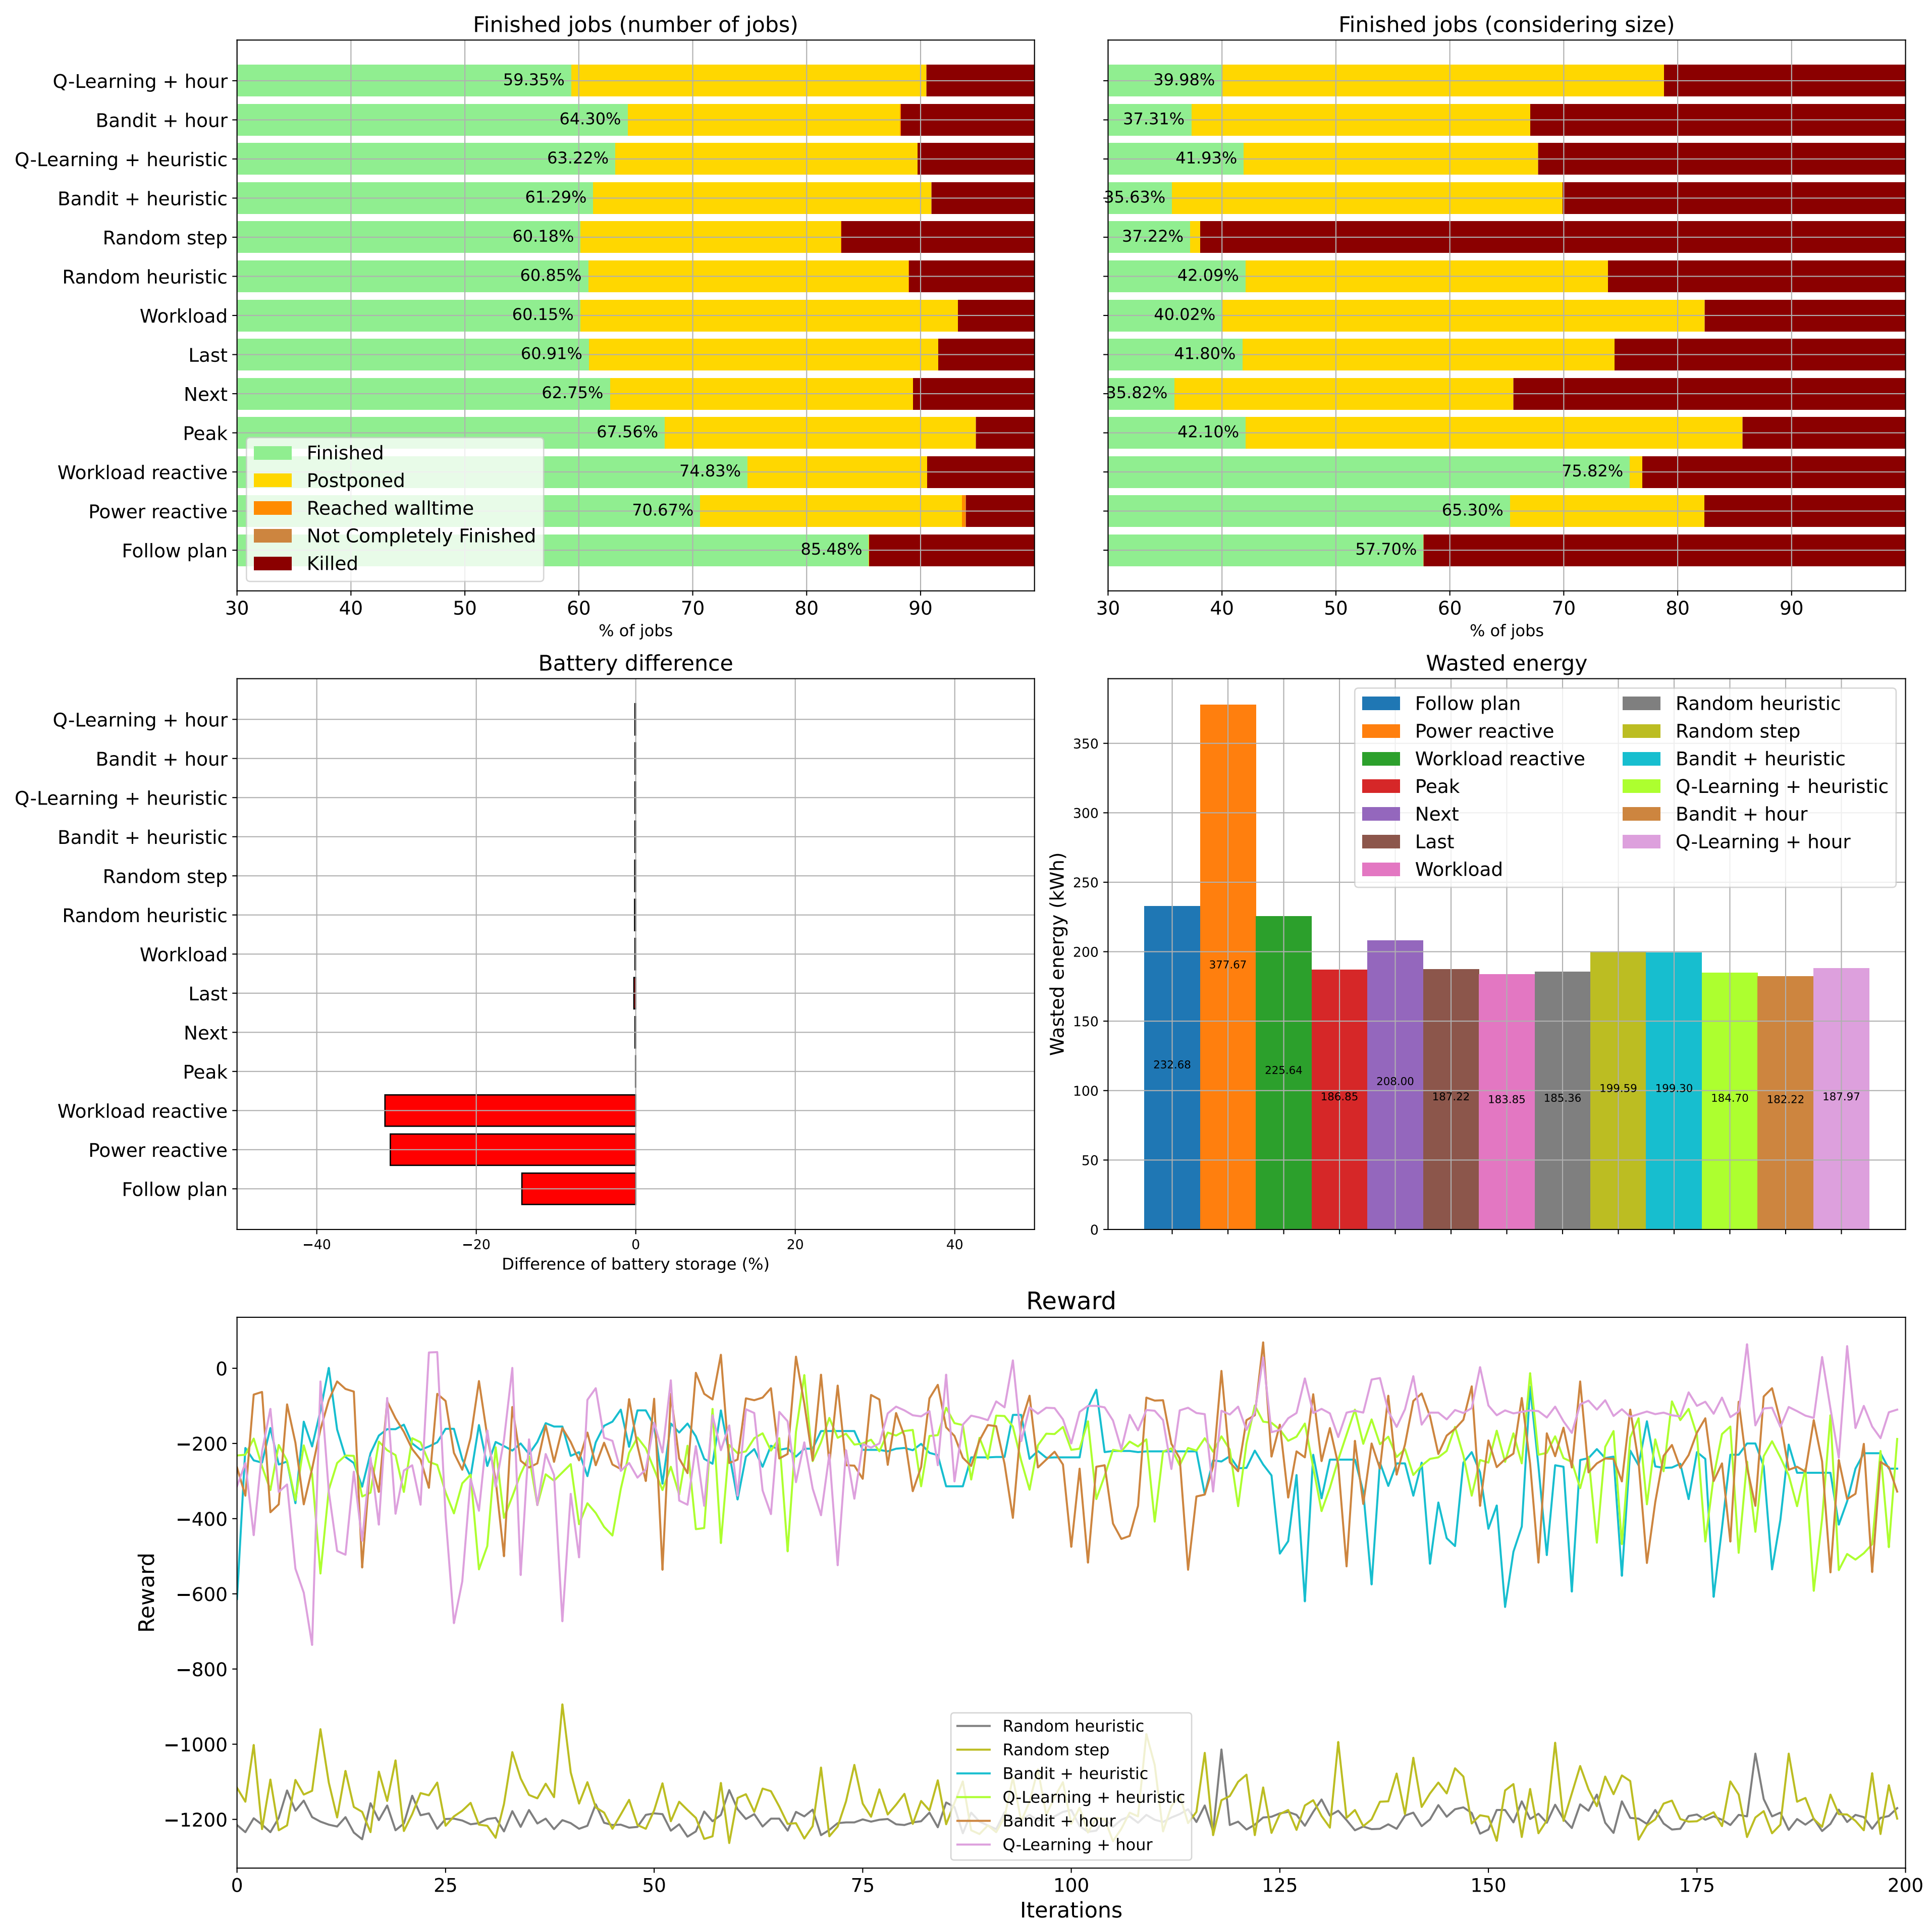 Finished jobs (number of jobs)
Q-Learning + hour
Bandit + hour
Q-Learning + heuristic
Bandit + heuristic
Random step
Random heuristic
Workload
Last
Next
Peak
Workload reactive
Power reactive
Follow plan
59.35%
64.30%
63.22%
61.29%
60.18%
60.85%
60.15%
60.91%
62.75%
67.56%
74.83%
70.67%
85.48%
Finished
Postponed
Reached walltime
Not Completely Finished
Killed
30 40 50 60 70 80 90
% of jobs
Finished jobs (considering size)
39.98%
37.31%
41.93%
35.63%
37.22%
42.09%
40.02%
41.80%
35.82%
42.10%
75.82%
65.30%
57.70%
30 40 50 60 70 80 90
% of jobs
Battery difference
Q-Learning + hour
Bandit + hour
Q-Learning + heuristic
Bandit + heuristic
Random step
Random heuristic
Workload
Last
Next
Peak
Workload reactive
Power reactive
Follow plan
−40 −20 0 20 40
Difference of battery storage (%)
Wasted energy
Wasted energy (kWh)
350
300
250
200
150
100
50
0
Follow plan
Power reactive
Workload reactive
Peak
Next
Last
Workload
Random heuristic
Random step
Bandit + heuristic
Q-Learning + heuristic
Bandit + hour
Q-Learning + hour
232.68
377.67
225.64
186.85
208.00
187.22
183.85
185.36
199.59
199.30
184.70
182.22
187.97
Reward
Reward
0
−200
−400
−600
−800
−1000
−1200
Random heuristic
Random step
Bandit + heuristic
Q-Learning + heuristic
Bandit + hour
Q-Learning + hour
0 25 50 75 100 125 150 175 200
Iterations